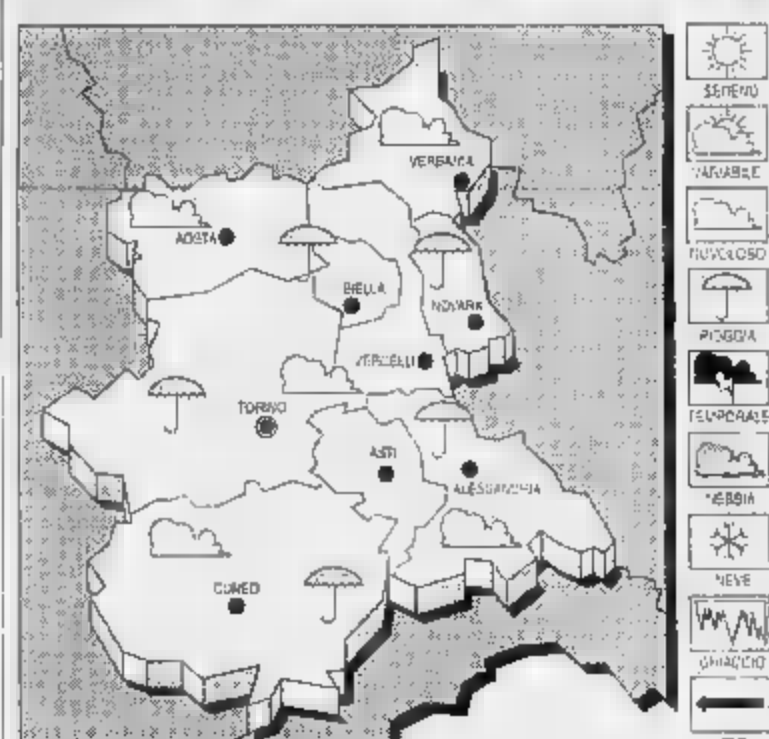 VERBANIA
AOSTA
BIELLA
NOVARA
VERCELLI
TORINO
ASTI
ALESSANDRIA
CUNEO
SERENO
VARIABILE
NUVOLOSO
PIOGGIA
TEMPORALE
NEBBIA
NEVE
GHIACCIO